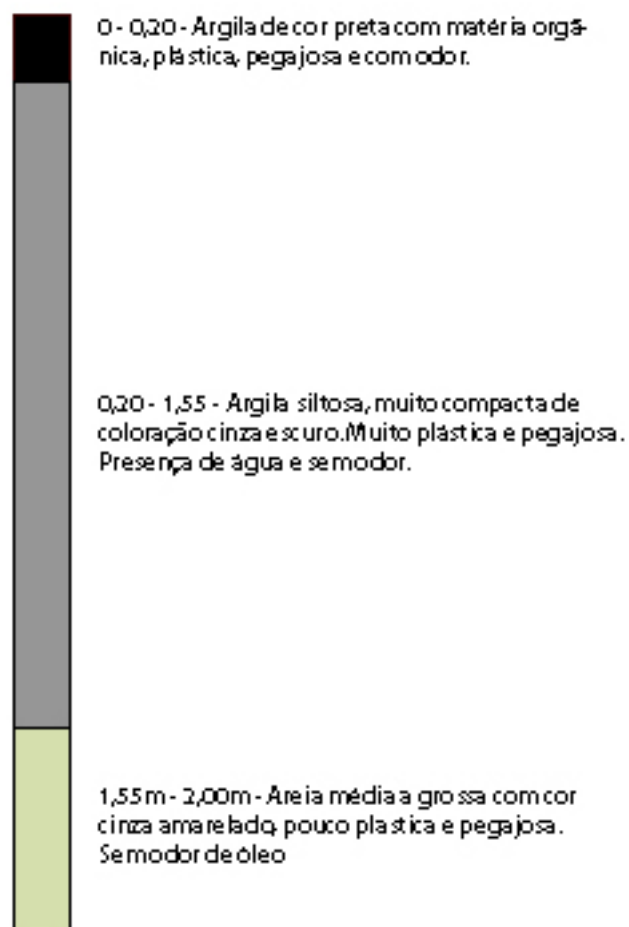 0 - 0,20 - Argila de cor preta com matéria orgâ-
nica, plástica, pegajosa e com odor.
0,20 - 1,55 - Argila siltosa, muito compacta de
coloração cinza escuro. Muito plástica e pegajosa.
Presença de água e sem odor.
1,55m - 2,00m - Areia média a grossa com cor
cinza amarelado, pouco plastica e pegajosa.
Sem odor de óleo